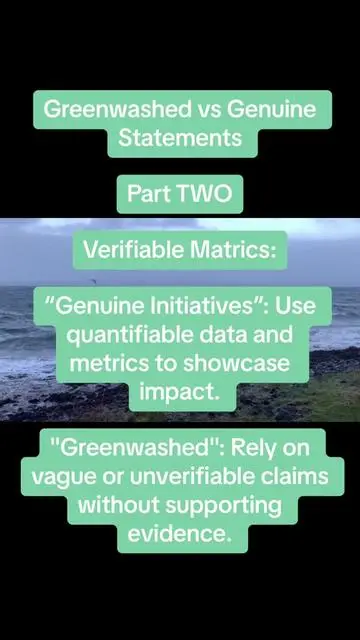 Greenwashed vs Genuine
Statements
Part TWO
Verifiable Matrics:
“Genuine Initiatives”: Use
quantifiable data and
metrics to showcase
impact.
"Greenwashed": Rely on
vague or unverifiable claims
without supporting
evidence.